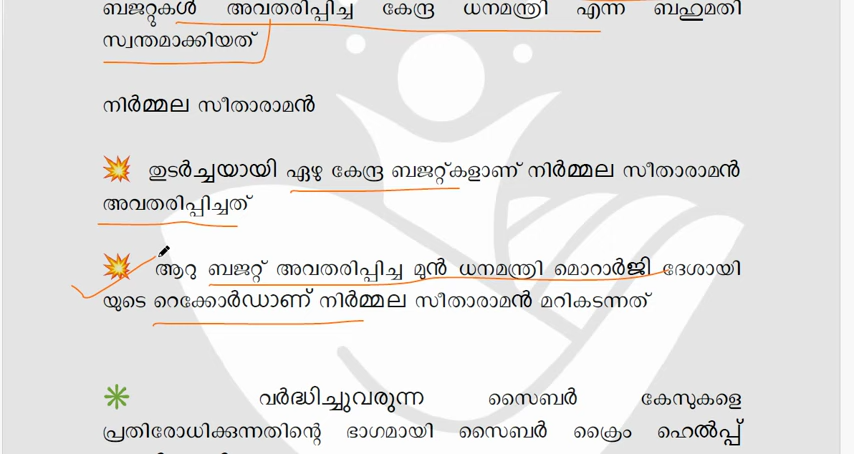 ബജറ്റുകൾ അവതരിപ്പിച്ച കേന്ദ്ര ധനമന്ത്രി എന്ന ബഹുമതി
സ്വന്തമാക്കിയത്
നിർമ്മല സീതാരാമൻ
തുടർച്ചയായി ഏഴു കേന്ദ്ര ബജറ്റ്കളാണ് നിർമ്മല സീതാരാമൻ
അവതരിപ്പിച്ചത്
ആറു ബജറ്റ് അവതരിപ്പിച്ച മുൻ ധനമന്ത്രി മൊറാർജി ദേശായി
യുടെ റെക്കോർഡാണ് നിർമ്മല സീതാരാമൻ മറികടന്നത്
വർദ്ധിച്ചുവരുന്ന സൈബർ കേസുകളെ
പ്രതിരോധിക്കുന്നതിന്റെ ഭാഗമായി സൈബർ ക്രൈം ഹെൽപ്പ്